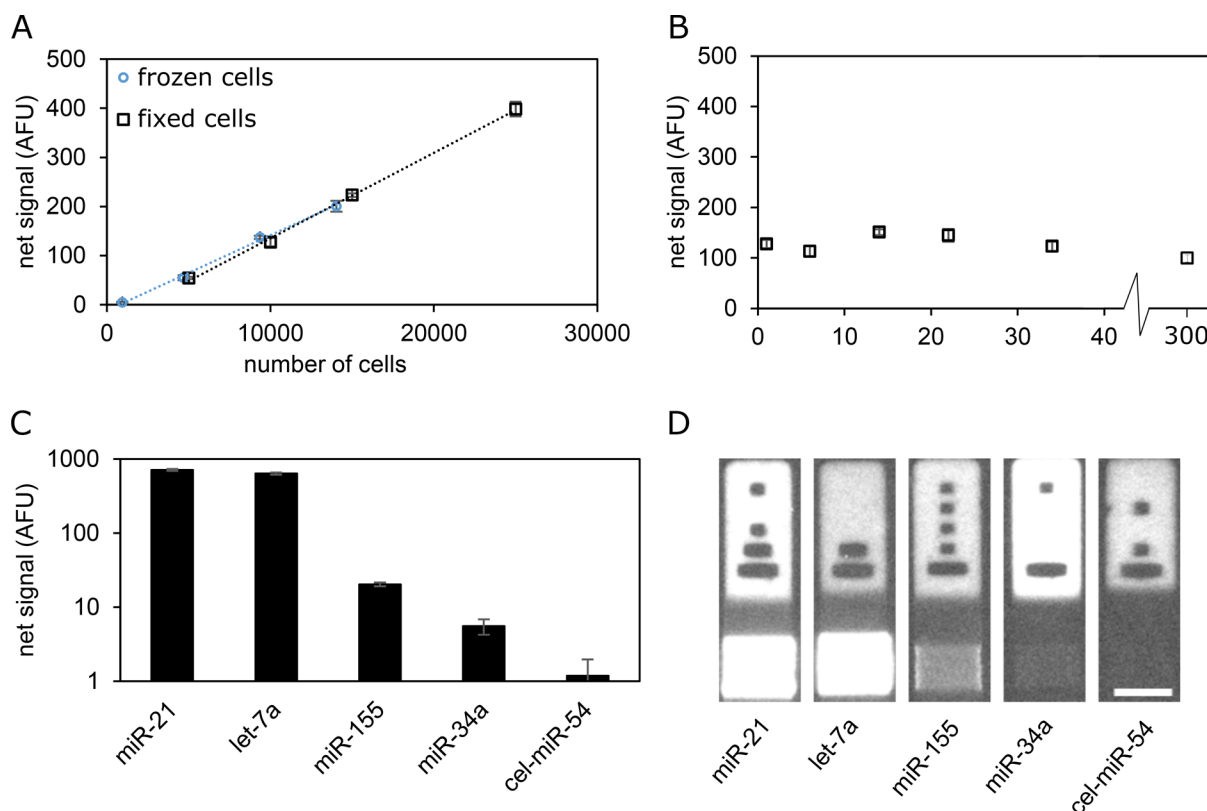 A
net signal (AFU)
500
400
300
200
100
0
frozen cells
fixed cells
0 10000 20000 30000
number of cells
B
net signal (AFU)
500
400
300
200
100
0
0 10 20 30 40 300
C
net signal (AFU)
1000
100
10
1
miR-21 let-7a miR-155 miR-34a cel-miR-54
D
miR-21 let-7a miR-155 miR-34a cel-miR-54